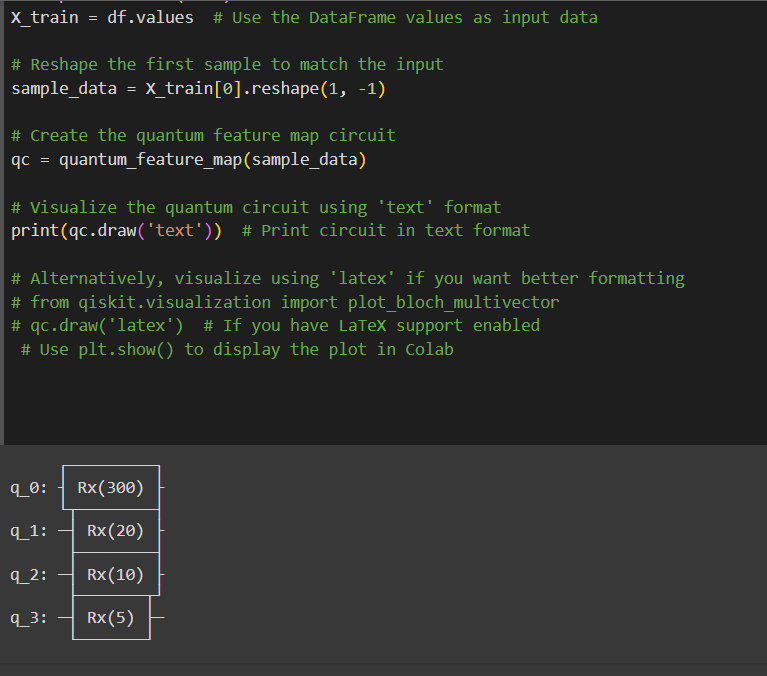 X_train = df.values  # Use the DataFrame values as input data
# Reshape the first sample to match the input
sample_data = X_train[0].reshape(1, -1)
# Create the quantum feature map circuit
qc = quantum_feature_map(sample_data)
# Visualize the quantum circuit using 'text' format
print(qc.draw('text'))  # Print circuit in text format
# Alternatively, visualize using 'latex' if you want better formatting
# from qiskit.visualization import plot_bloch_multivector
# qc.draw('latex')  # If you have LaTeX support enabled
# Use plt.show() to display the plot in Colab
q_0: Rx(300)
q_1: Rx(20)
q_2: Rx(10)
q_3: Rx(5)